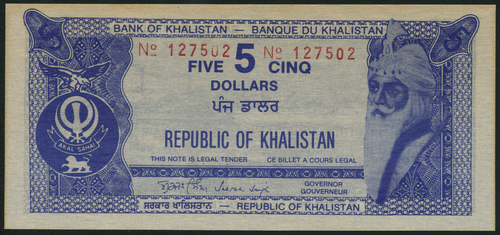 BANK OF KHALISTAN - BANQUE DU KHALISTAN
Nº 127502 Nº 127502
FIVE 5 CINQ
DOLLARS
ਪੰਜ ਡਾਲਰ
AKAL SAHAI
REPUBLIC OF KHALISTAN
THIS NOTE IS LEGAL TENDER CE BILLET A COURS LEGAL
GOVERNOR
GOUVERNEUR
ਸਰਕਾਰ ਖਾਲਿਸਤਾਨ - REPUBLIC OF KHALISTAN